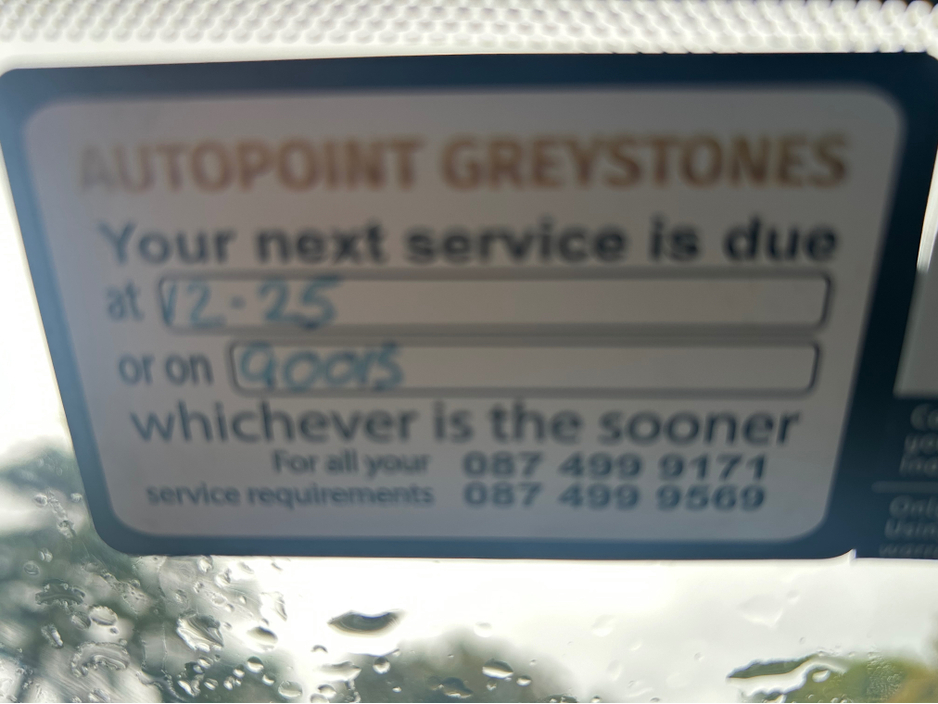 AUTOPOINT GREYSTONES
Your next service is due
at 12-25
or on 90015
whichever is the sooner
For all your 087 499 9171
service requirements 087 499 9569